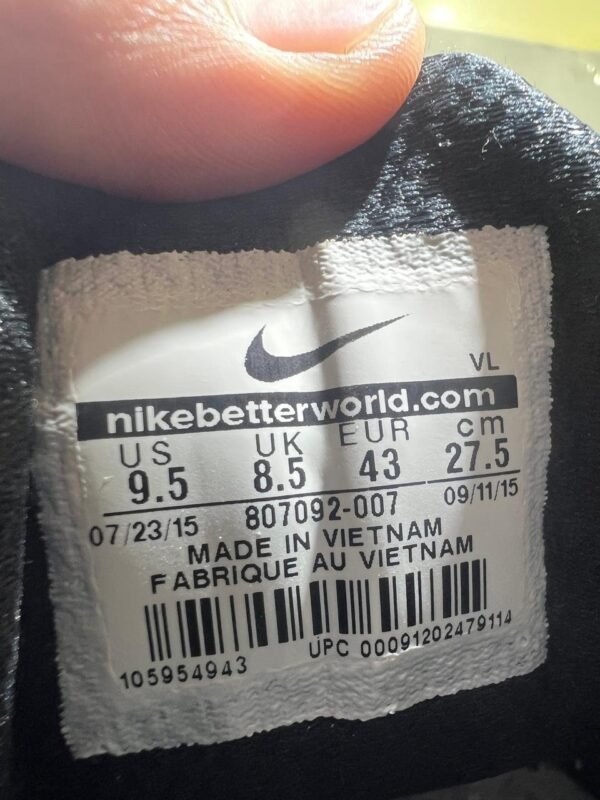 VL
nikebetterworld.com
US UK EUR cm
9.5 8.5 43 27.5
07/23/15 807092-007 09/11/15
MADE IN VIETNAM
FABRIQUE AU VIETNAM
105954943 UPC 00091202479114